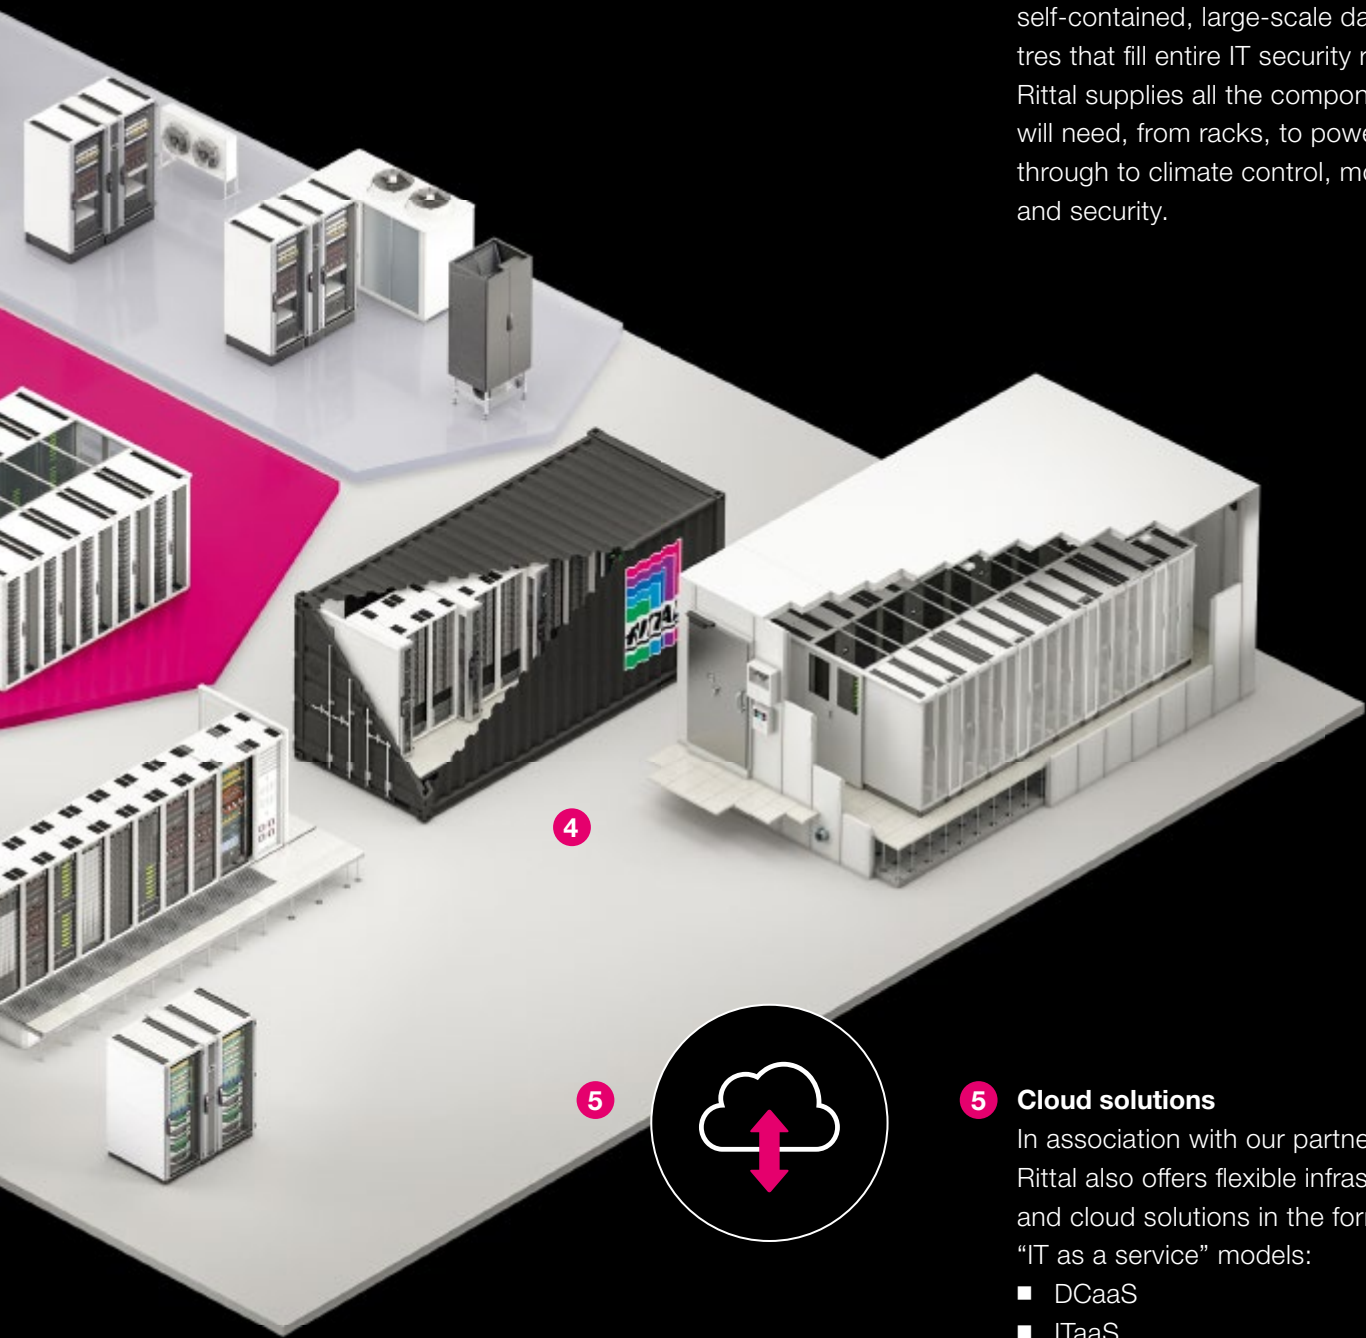 self-contained, large-scale da
tres that fill entire IT security r
Rittal supplies all the compon
will need, from racks, to powe
through to climate control, mo
and security.
4
5
5 Cloud solutions
In association with our partne
Rittal also offers flexible infras
and cloud solutions in the for
“IT as a service” models:
■ DCaaS
■ ITaaS